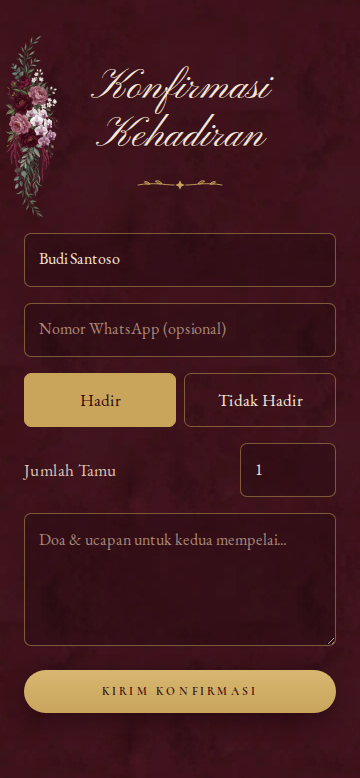 Konfirmasi
Kehadiran
Budi Santoso
Nomor WhatsApp (opsional)
Hadir
Tidak Hadir
Jumlah Tamu
1
Doa & ucapan untuk kedua mempelai...
KIRIM KONFIRMASI